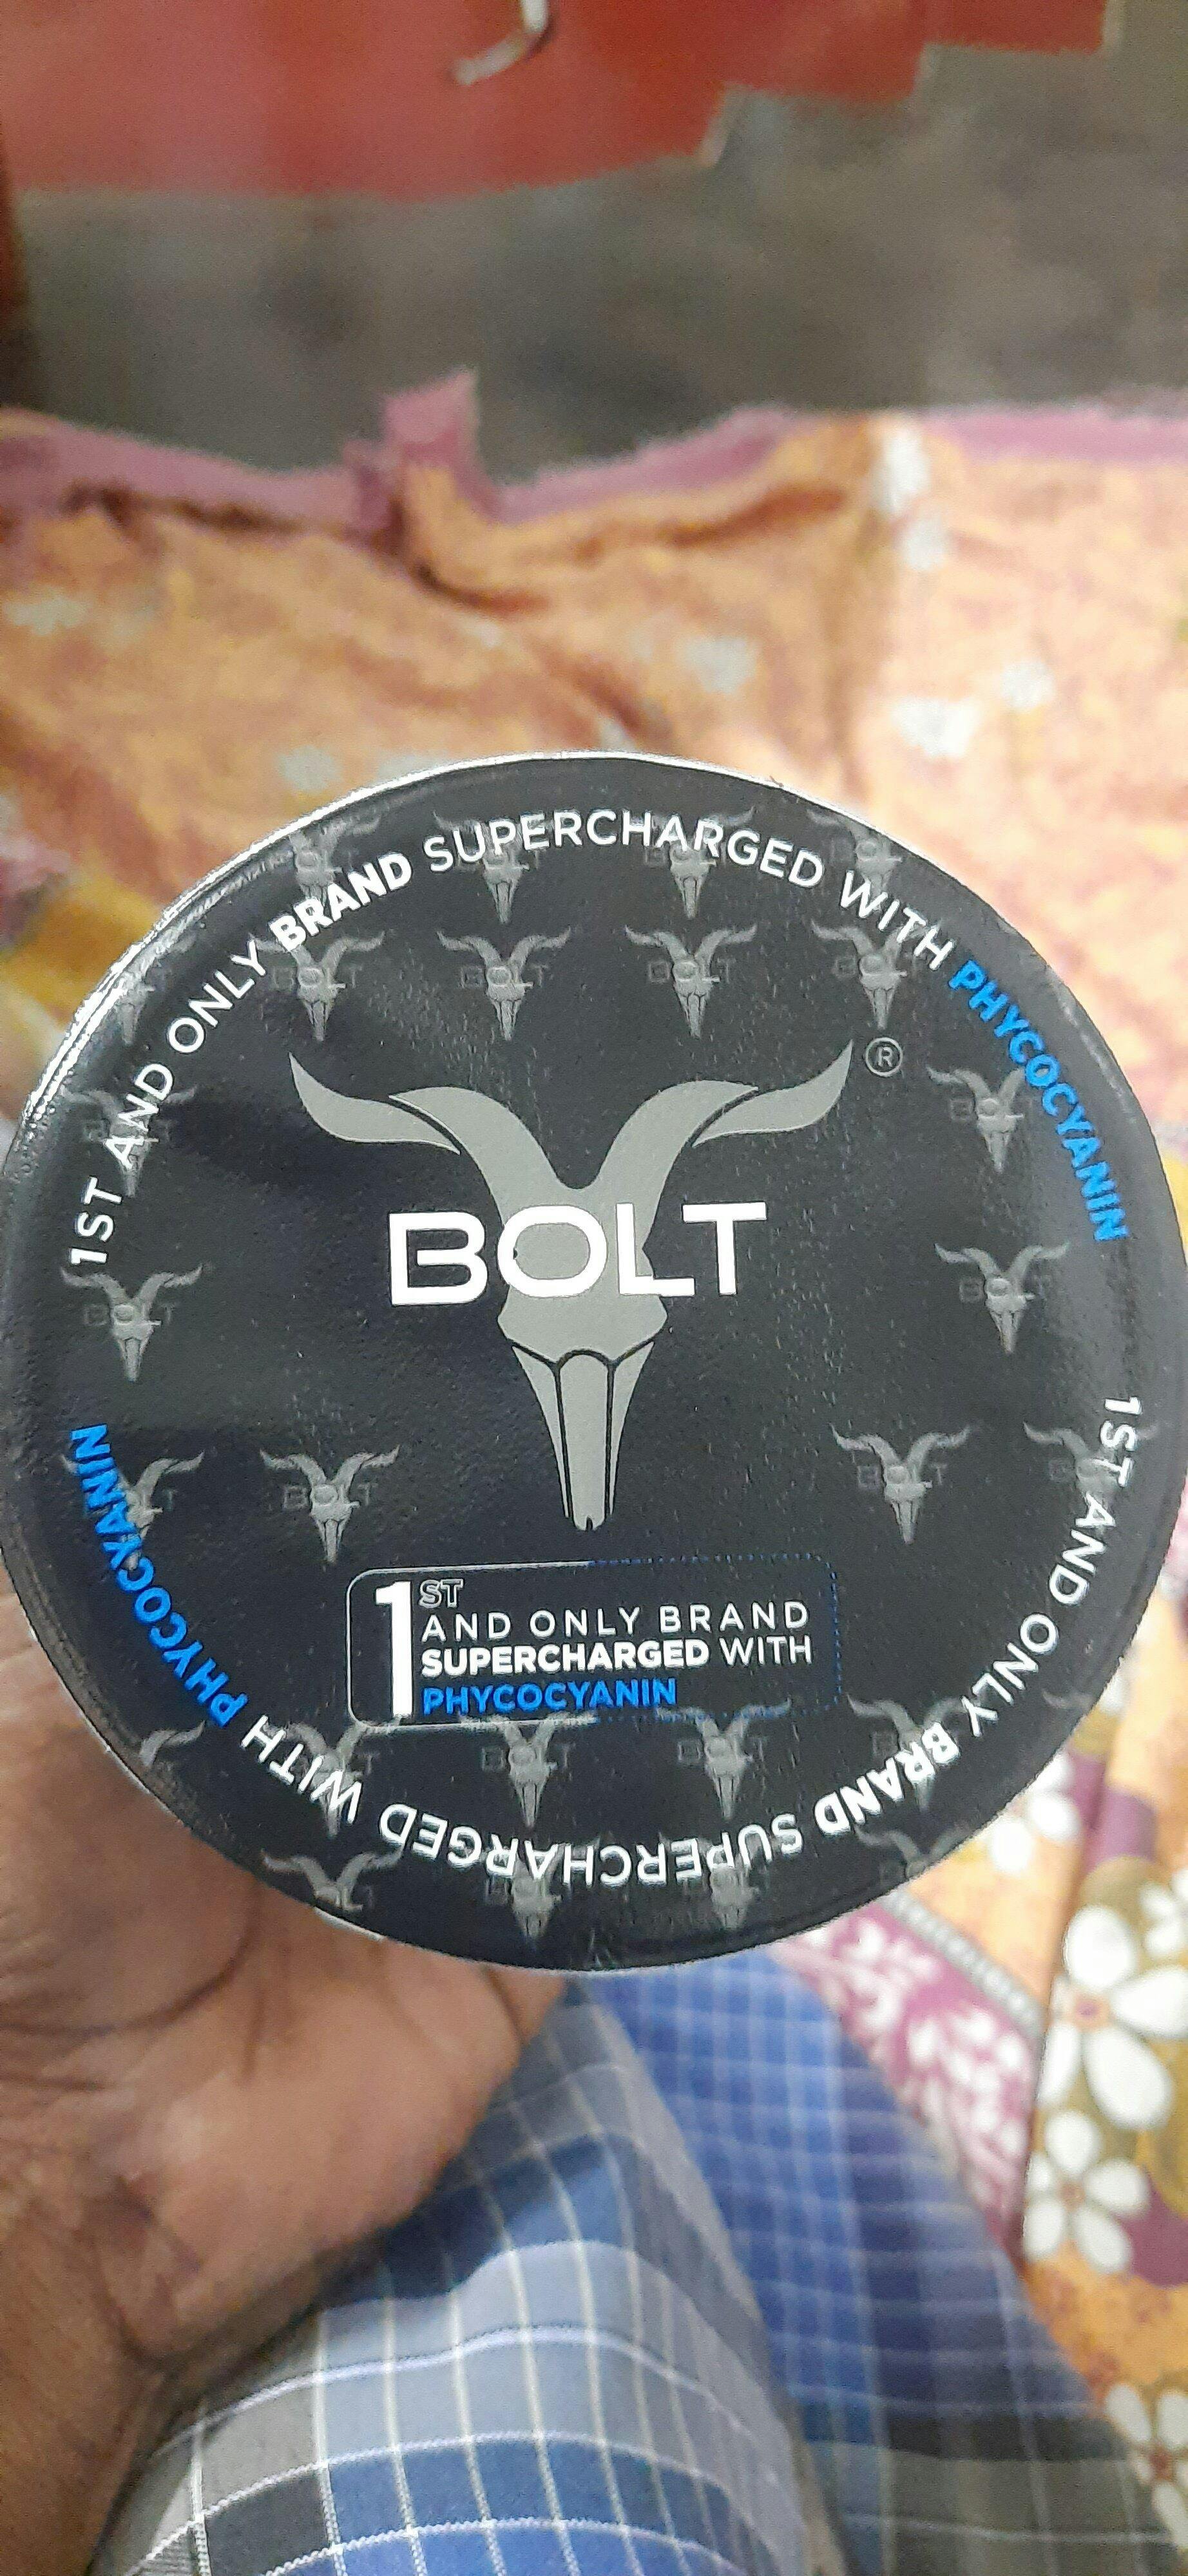 1ST AND ONLY BRAND SUPERCHARGED WITH PHYCOCYANIN
®
BOLT
1ST
AND ONLY BRAND
SUPERCHARGED WITH
PHYCOCYANIN
1ST AND ONLY BRAND SUPERCHARGED WITH PHYCOCYANIN